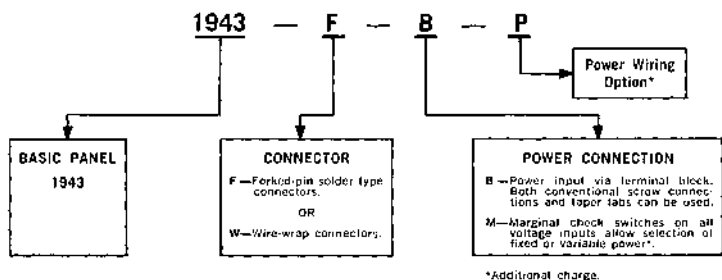 1943 — F — B — P
Power Wiring
Option*
BASIC PANEL
1943
CONNECTOR
F—Forked-pin solder type
connectors.
OR
W—Wire-wrap connectors.
POWER CONNECTION
B—Power input via terminal block.
Both conventional screw connec-
tions and taper tabs can be used.
M—Marginal check switches on all
voltage inputs allow selection of
fixed or variable power*.
*Additional charge.